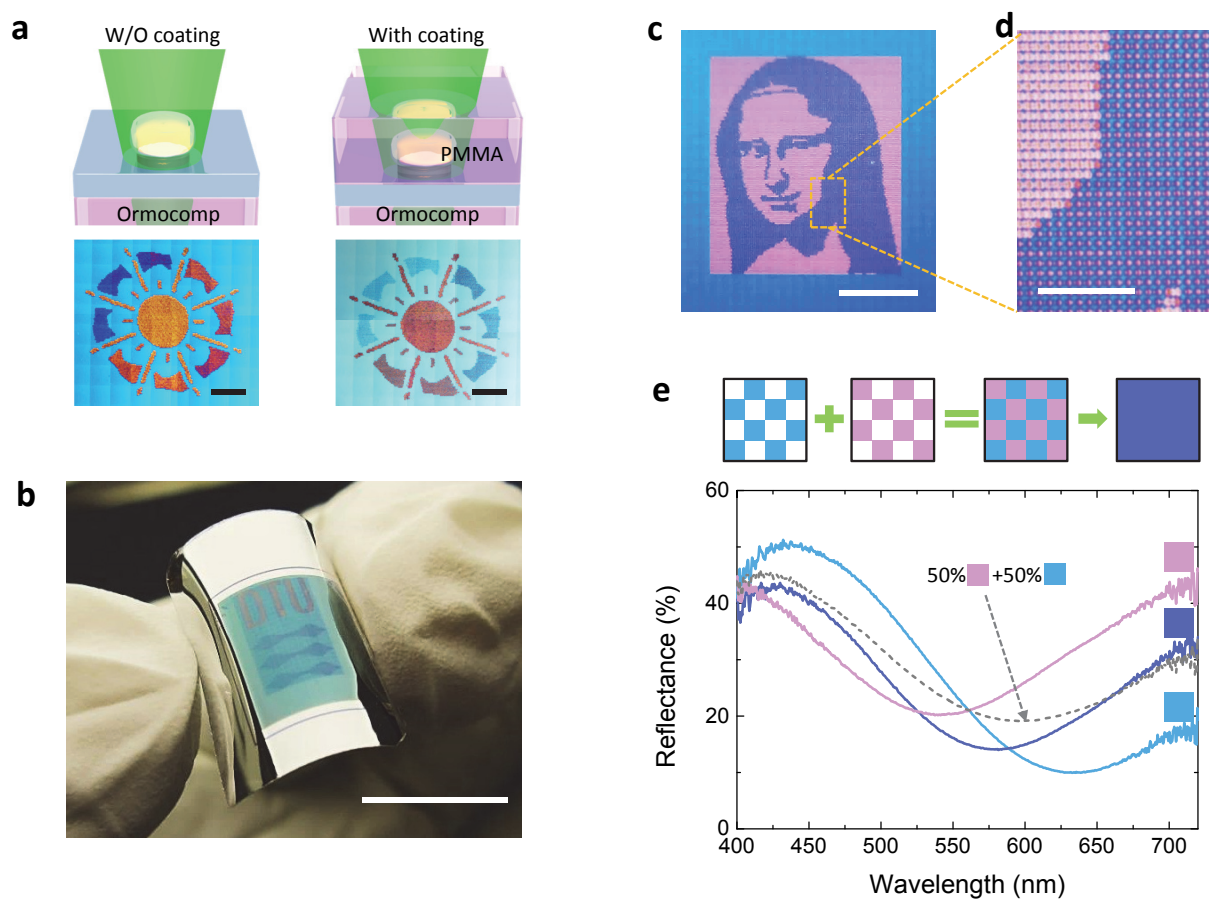 a
W/O coating
With coating
PMMA
Ormocomp
Ormocomp
b
DTU
c
d
e
60
40
20
0
400
450
500
550
600
650
700
Reflectance (%)
Wavelength (nm)
50% +50%